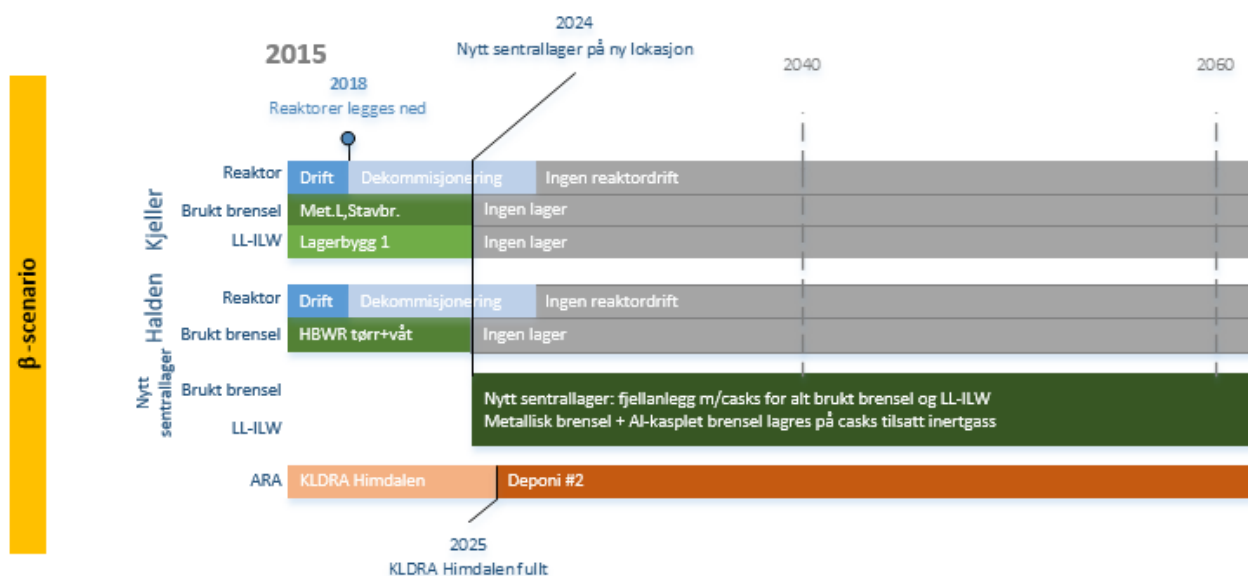 2024
Nytt sentrallager på ny lokasjon
2015
2040
2060
2018
Reaktorer legges ned
β-scenario
Kjeller
Reaktor
Drift
Dekommisjonering
Ingen reaktordrift
Brukt brensel
Met.L,Stavbr.
Ingen lager
LL-ILW
Lagerbygg 1
Ingen lager
Halden
Reaktor
Drift
Dekommisjonering
Ingen reaktordrift
Brukt brensel
HBWR tørr+våt
Ingen lager
Nytt
sentrallager
Brukt brensel
LL-ILW
Nytt sentrallager: fjellanlegg m/casks for alt brukt brensel og LL-ILW
Metallisk brensel + Al-kasplet brensel lagres på casks tilsatt inertgass
ARA
KLDRA Himdalen
Deponi #2
2025
KLDRA Himdalen fullt